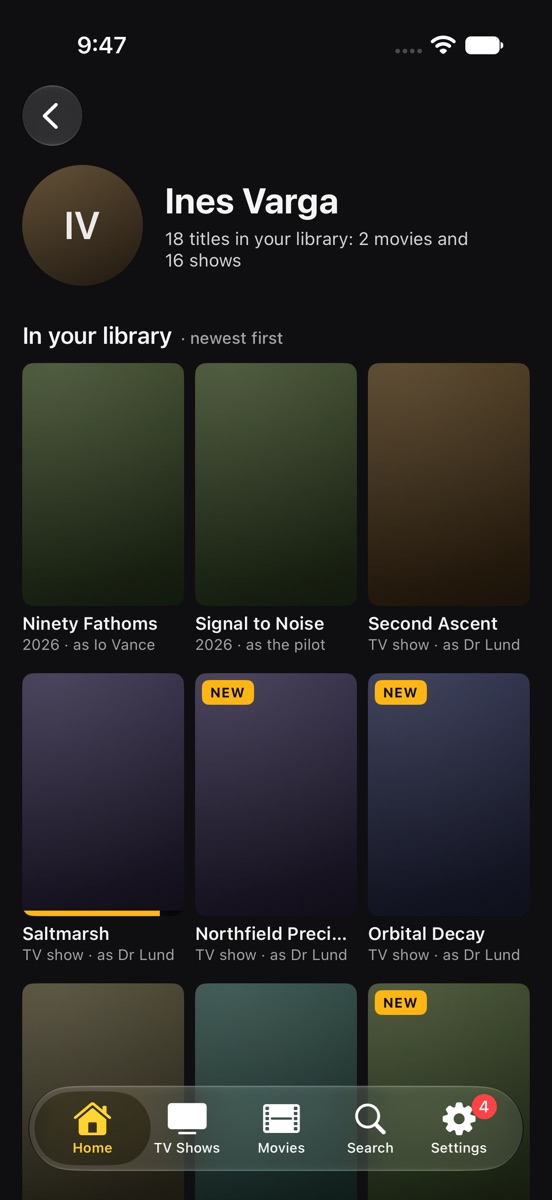 9:47
IV
Ines Varga
18 titles in your library: 2 movies and
16 shows
In your library · newest first
Ninety Fathoms
2026 · as Io Vance
Signal to Noise
2026 · as the pilot
Second Ascent
TV show · as Dr Lund
NEW
NEW
Saltmarsh
TV show · as Dr Lund
Northfield Preci...
TV show · as Dr Lund
Orbital Decay
TV show · as Dr Lund
NEW
Home
TV Shows
Movies
Search
4
Settings